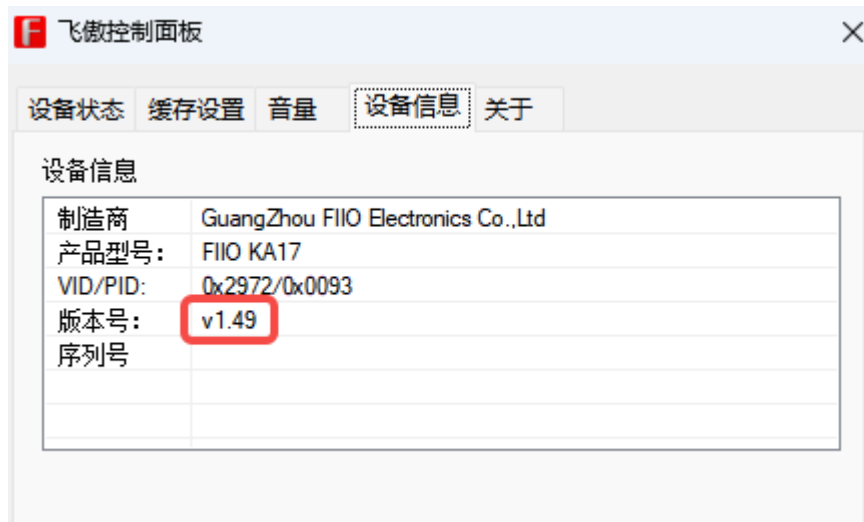 飞傲控制面板
设备状态 缓存设置 音量 设备信息 关于
设备信息
制造商 GuangZhou FIIO Electronics Co.,Ltd
产品型号： FIIO KA17
VID/PID: 0x2972/0x0093
版本号： v1.49
序列号